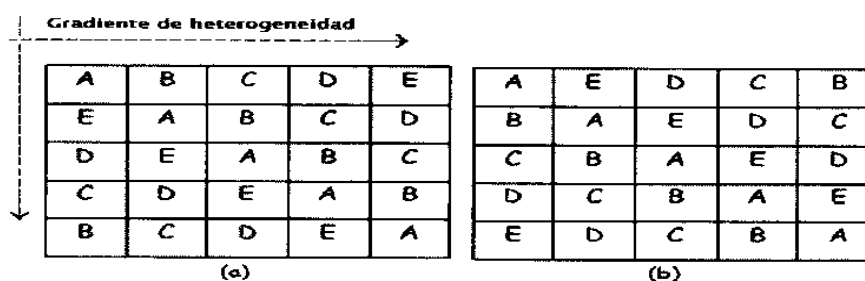 Gradiente de heterogeneidad
A B C D E
E A B C D
D E A B C
C D E A B
B C D E A
(a)
A E D C B
B A E D C
C B A E D
D C B A E
E D C B A
(b)